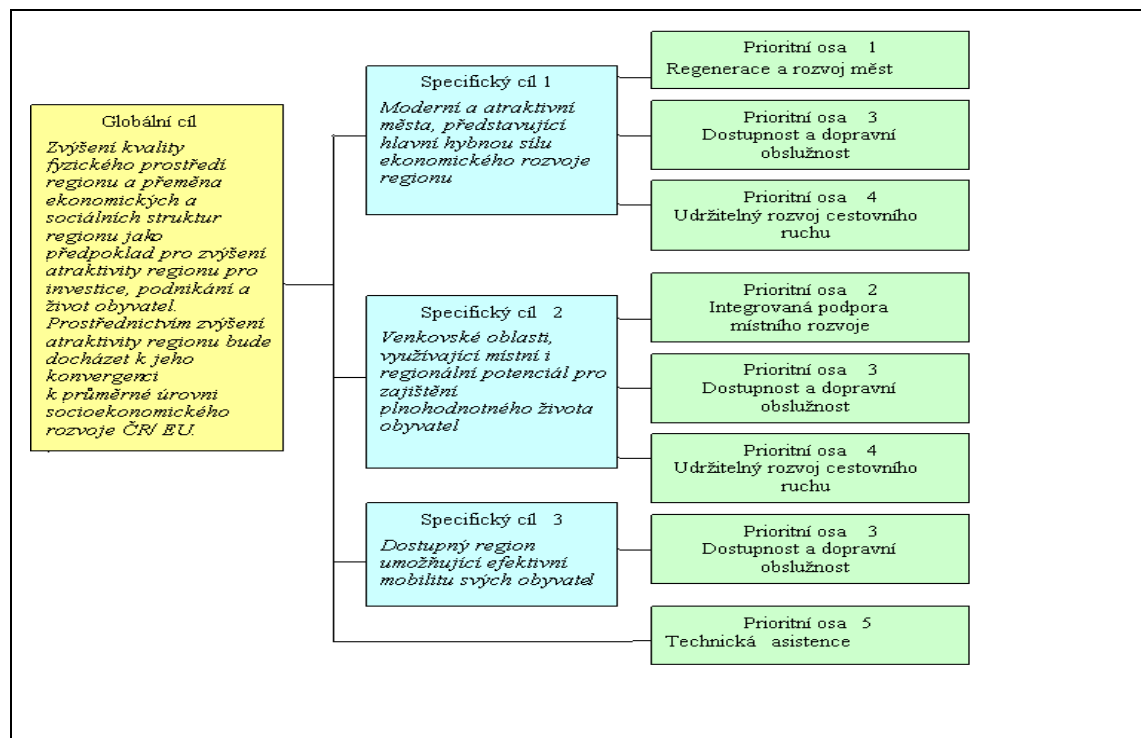 Globální cíl
Zvýšení kvality
fyzického prostředí
regionu a přeměna
ekonomických a
sociálních struktur
regionu jako
předpoklad pro zvýšení
atraktivity regionu pro
investice, podnikání a
život obyvatel.
Prostřednictvím zvýšení
atraktivity regionu bude
docházet k jeho
konvergenci
k průměrné úrovni
socioekonomického
rozvoje ČR/ EU.
Specifický cíl 1
Moderní a atraktivní
města, představující
hlavní hybnou sílu
ekonomického rozvoje
regionu
Prioritní osa 1
Regenerace a rozvoj měst
Prioritní osa 3
Dostupnost a dopravní
obslužnost
Prioritní osa 4
Udržitelný rozvoj cestovního
ruchu
Specifický cíl 2
Venkovské oblasti,
využívající místní i
regionální potenciál pro
zajištění
plnohodnotného života
obyvatel
Prioritní osa 2
Integrovaná podpora
místního rozvoje
Prioritní osa 3
Dostupnost a dopravní
obslužnost
Prioritní osa 4
Udržitelný rozvoj cestovního
ruchu
Specifický cíl 3
Dostupný region
umožňující efektivní
mobilitu svých obyvatel
Prioritní osa 3
Dostupnost a dopravní
obslužnost
Prioritní osa 5
Technická asistence